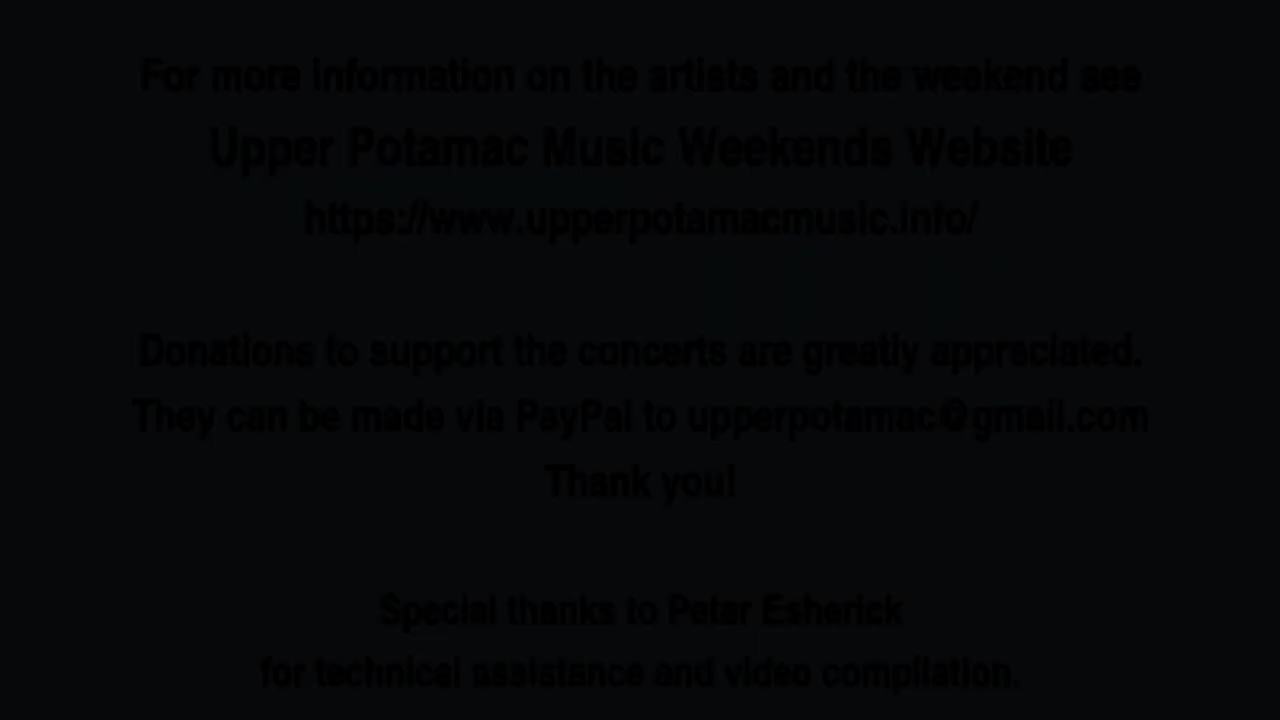 For more information on the artists and the weekend see
Upper Potamac Music Weekends Website
https://www.upperpotamacmusic.info/
Donations to support the concerts are greatly appreciated.
They can be made via PayPal to upperpotamac@gmail.com
Thank you!
Special thanks to Peter Esherick
for technical assistance and video compilation.